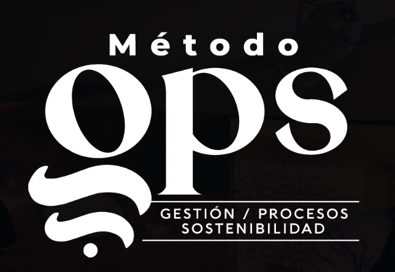 Método
gps
GESTIÓN / PROCESOS
SOSTENIBILIDAD